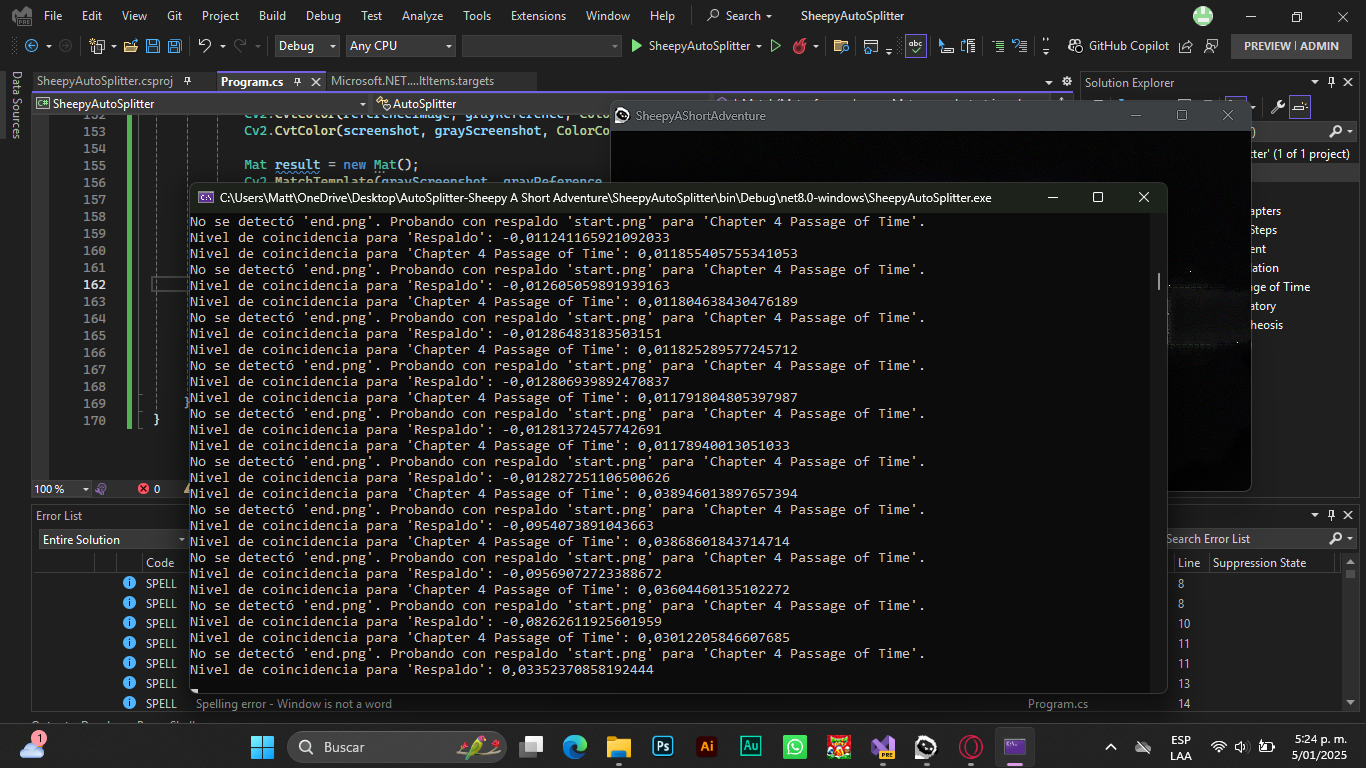 File Edit View Git Project Build Debug Test Analyze Tools Extensions Window Help Search SheepyAutoSplitter
Debug Any CPU SheepyAutoSplitter GitHub Copilot PREVIEW | ADMIN
Data Sources
SheepyAutoSplitter.csproj Program.cs Microsoft.NET....ltItems.targets
Solution Explorer
SheepyAutoSplitter AutoSplitter
SheepyAShortAdventure
153 Cv2.CvtColor(screenshot, grayScreenshot, ColorCo
154
155 Mat result = new Mat();
156 Cv2.MatchTemplate(grayScreenshot, grayReference,
157
158
159
160
161
162
163
164
165
166
167
168
169 }
170 }
tter' (1 of 1 project)
apters
Steps
ent
lation
age of Time
atory
heosis
C:\Users\Matt\OneDrive\Desktop\AutoSplitter-Sheepy A Short Adventure\SheepyAutoSplitter\bin\Debug\net8.0-windows\SheepyAutoSplitter.exe
No se detectó 'end.png'. Probando con respaldo 'start.png' para 'Chapter 4 Passage of Time'.
Nivel de coincidencia para 'Respaldo': -0,011241165921092033
Nivel de coincidencia para 'Chapter 4 Passage of Time': 0,011855405755341053
No se detectó 'end.png'. Probando con respaldo 'start.png' para 'Chapter 4 Passage of Time'.
Nivel de coincidencia para 'Respaldo': -0,012605059891939163
Nivel de coincidencia para 'Chapter 4 Passage of Time': 0,011804638430476189
No se detectó 'end.png'. Probando con respaldo 'start.png' para 'Chapter 4 Passage of Time'.
Nivel de coincidencia para 'Respaldo': -0,01286483183503151
Nivel de coincidencia para 'Chapter 4 Passage of Time': 0,011825289577245712
No se detectó 'end.png'. Probando con respaldo 'start.png' para 'Chapter 4 Passage of Time'.
Nivel de coincidencia para 'Respaldo': -0,012806939892470837
Nivel de coincidencia para 'Chapter 4 Passage of Time': 0,011791804805397987
No se detectó 'end.png'. Probando con respaldo 'start.png' para 'Chapter 4 Passage of Time'.
Nivel de coincidencia para 'Respaldo': -0,01281372457742691
Nivel de coincidencia para 'Chapter 4 Passage of Time': 0,01178940013051033
No se detectó 'end.png'. Probando con respaldo 'start.png' para 'Chapter 4 Passage of Time'.
Nivel de coincidencia para 'Respaldo': -0,012827251106500626
Nivel de coincidencia para 'Chapter 4 Passage of Time': 0,038946013897657394
No se detectó 'end.png'. Probando con respaldo 'start.png' para 'Chapter 4 Passage of Time'.
Nivel de coincidencia para 'Respaldo': -0,0954073891043663
Nivel de coincidencia para 'Chapter 4 Passage of Time': 0,03868601843714714
No se detectó 'end.png'. Probando con respaldo 'start.png' para 'Chapter 4 Passage of Time'.
Nivel de coincidencia para 'Respaldo': -0,09569072723388672
Nivel de coincidencia para 'Chapter 4 Passage of Time': 0,03604460135102272
No se detectó 'end.png'. Probando con respaldo 'start.png' para 'Chapter 4 Passage of Time'.
Nivel de coincidencia para 'Respaldo': -0,08262611925601959
Nivel de coincidencia para 'Chapter 4 Passage of Time': 0,03012205846607685
No se detectó 'end.png'. Probando con respaldo 'start.png' para 'Chapter 4 Passage of Time'.
Nivel de coincidencia para 'Respaldo': 0,03352370858192444
100 % 0
Error List
Entire Solution Search Error List
Code Line Suppression State
SPELL 8
SPELL 8
SPELL 10
SPELL 11
SPELL 11
SPELL 13
SPELL Spelling error - Window is not a word Program.cs 14
1 Buscar ESP LAA 5:24 p. m. 5/01/2025